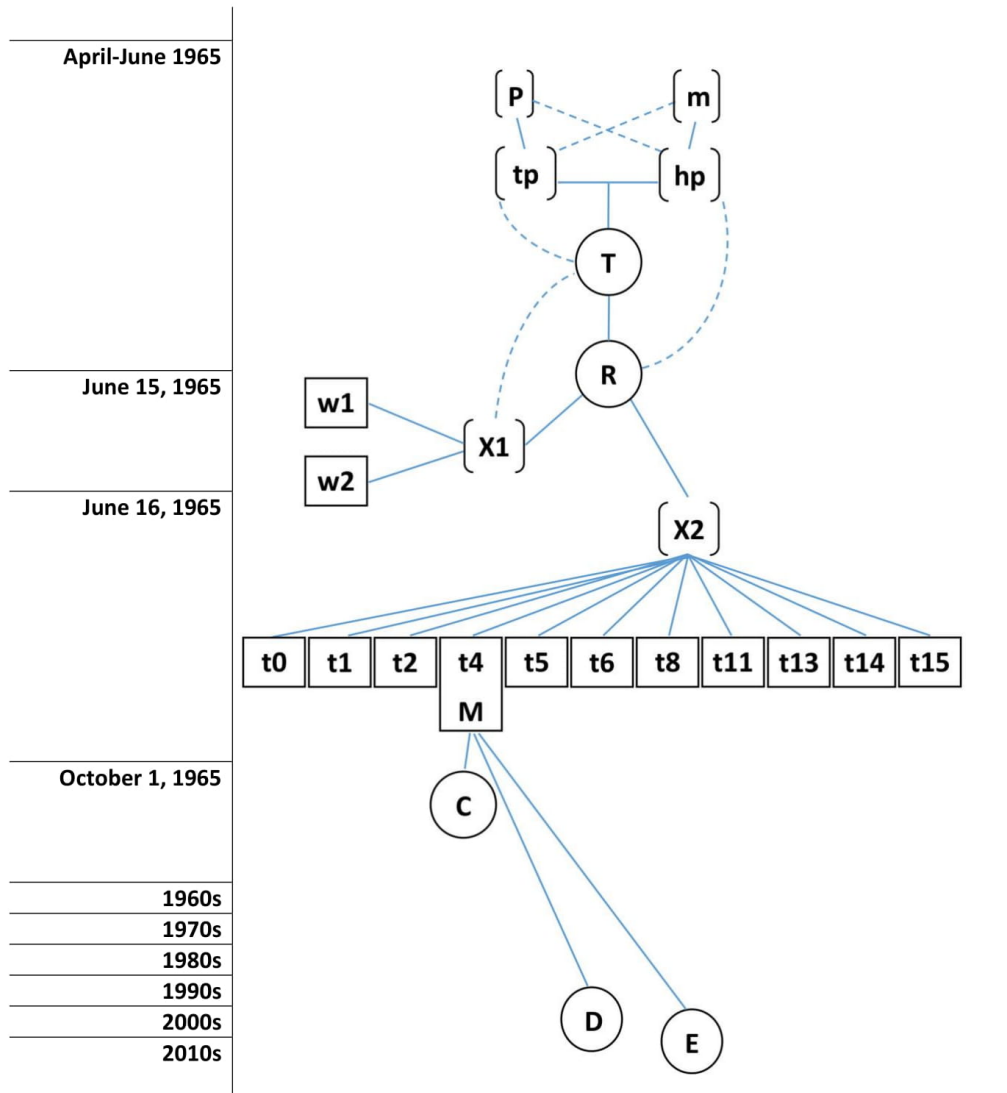 April-June 1965
P m
tp hp
T
R
June 15, 1965
w1
X1
w2
June 16, 1965
X2
t0 t1 t2 t4 t5 t6 t8 t11 t13 t14 t15
M
October 1, 1965
C
1960s
1970s
1980s
1990s
2000s
D
2010s
E